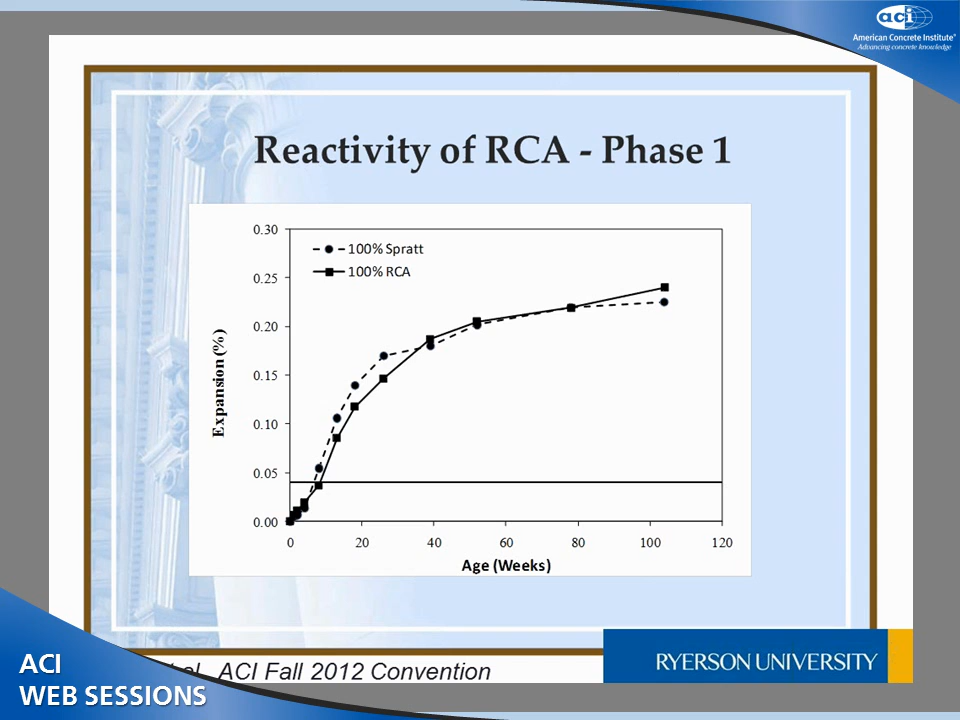 aci
American Concrete Institute®
Advancing concrete knowledge
Reactivity of RCA - Phase 1
0.30
0.25
0.20
0.15
0.10
0.05
0.00
Expansion (%)
100% Spratt
100% RCA
0 20 40 60 80 100 120
Age (Weeks)
ACI Fall 2012 Convention
RYERSON UNIVERSITY
ACI
WEB SESSIONS